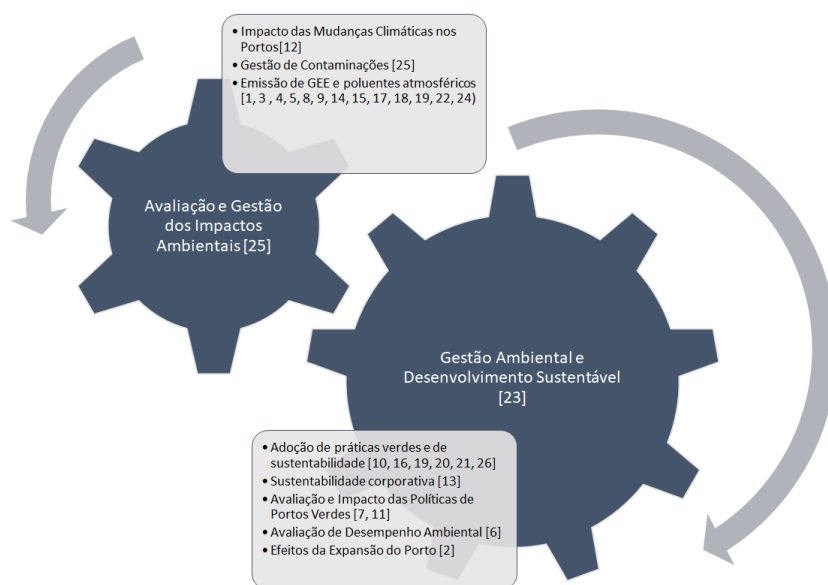 • Impacto das Mudanças Climáticas nos
Portos[12]
• Gestão de Contaminações [25]
• Emissão de GEE e poluentes atmosféricos
[1, 3 , 4, 5, 8, 9, 14, 15, 17, 18, 19, 22, 24)
Avaliação e Gestão
dos Impactos
Ambientais [25]
Gestão Ambiental e
Desenvolvimento Sustentável
[23]
• Adoção de práticas verdes e de
sustentabilidade [10, 16, 19, 20, 21, 26]
• Sustentabilidade corporativa [13]
• Avaliação e Impacto das Políticas de
Portos Verdes [7, 11]
• Avaliação de Desempenho Ambiental [6]
• Efeitos da Expansão do Porto [2]